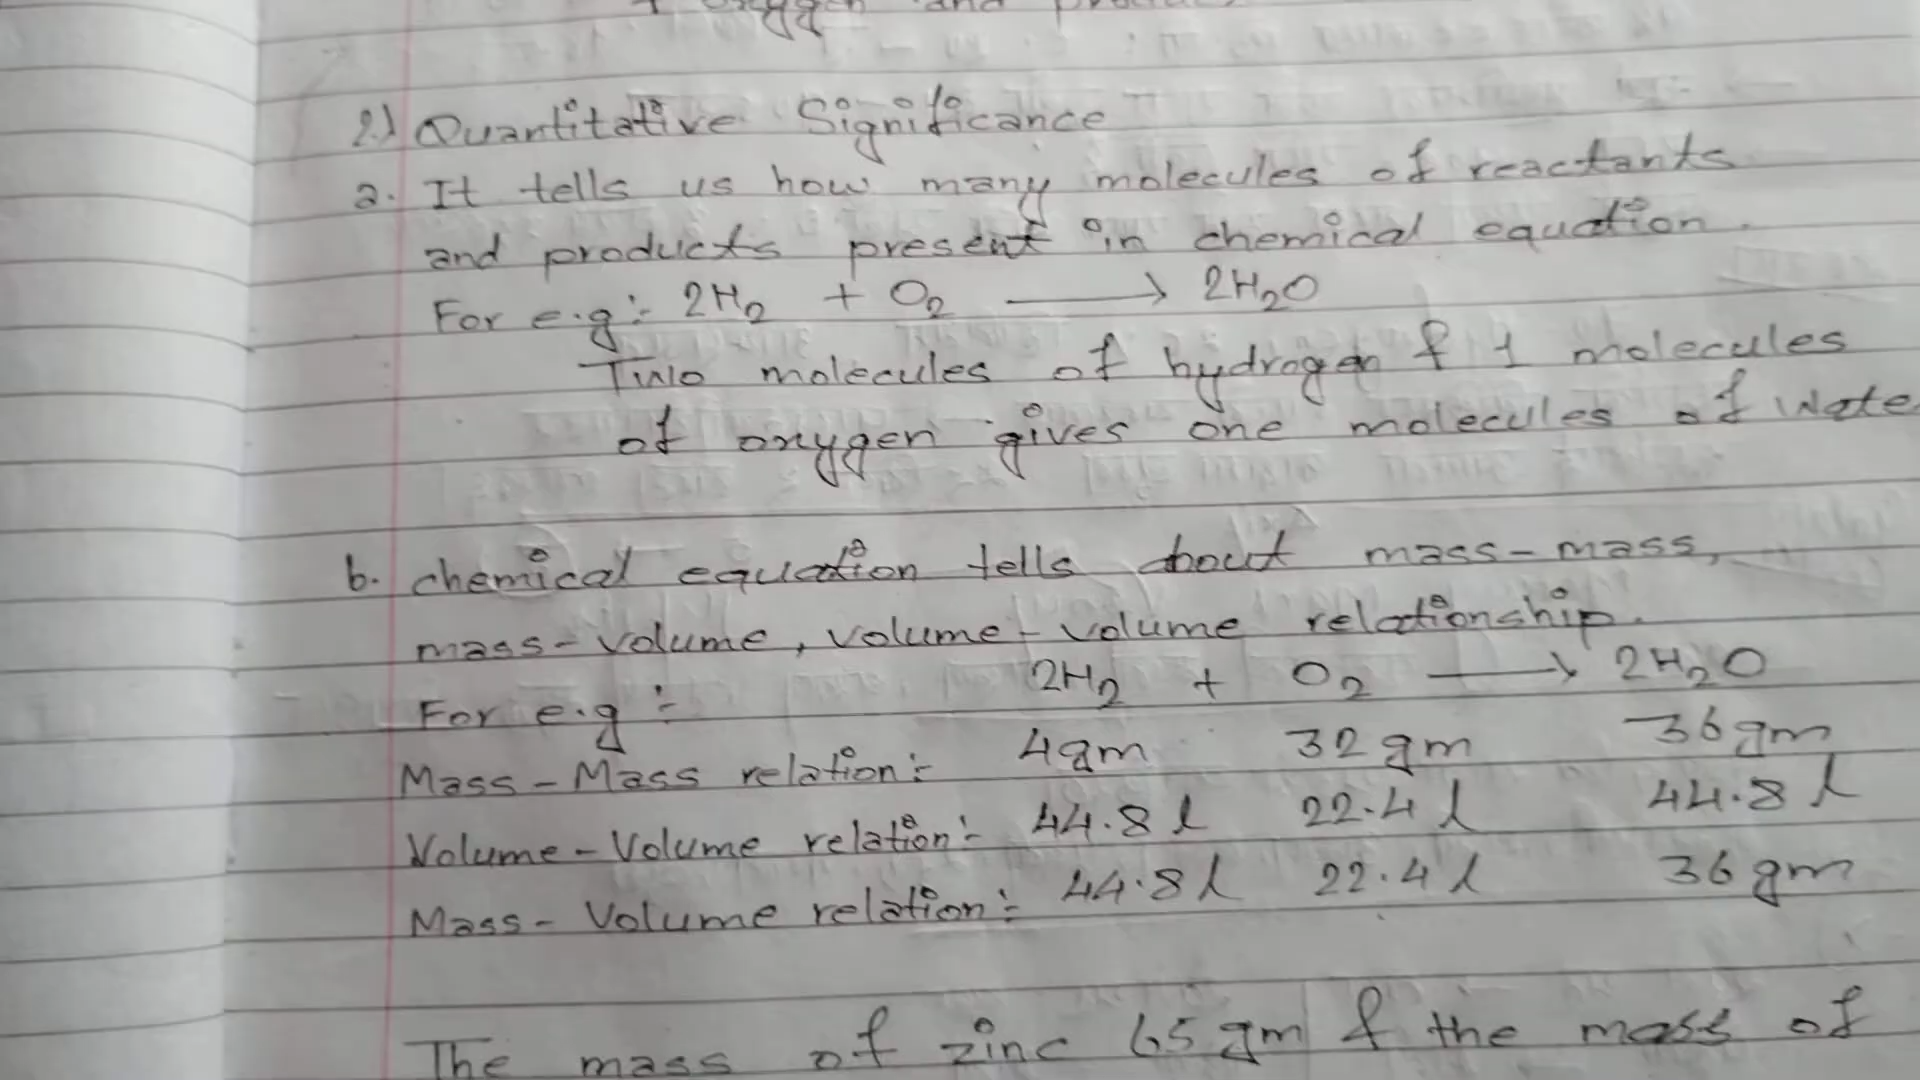 2.) Quantitative Significance
a. It tells us how many molecules of reactants
and products present in chemical equation.
For e.g:- 2H₂ + O₂ ⟶ 2H₂O
Two molecules of hydrogen & 1 molecules
of oxygen gives one molecules of Wate
b. chemical equation tells about mass-mass,
mass-volume, volume-volume relationship.
For e.g:- 2H₂ + O₂ ⟶ 2H₂O
Mass-Mass relation:- 4gm 32gm 36gm
Volume-Volume relation:- 44.8 l 22.4 l 44.8 l
Mass-Volume relation:- 44.8 l 22.4 l 36 gm
The mass of zinc 65 gm & the mass of